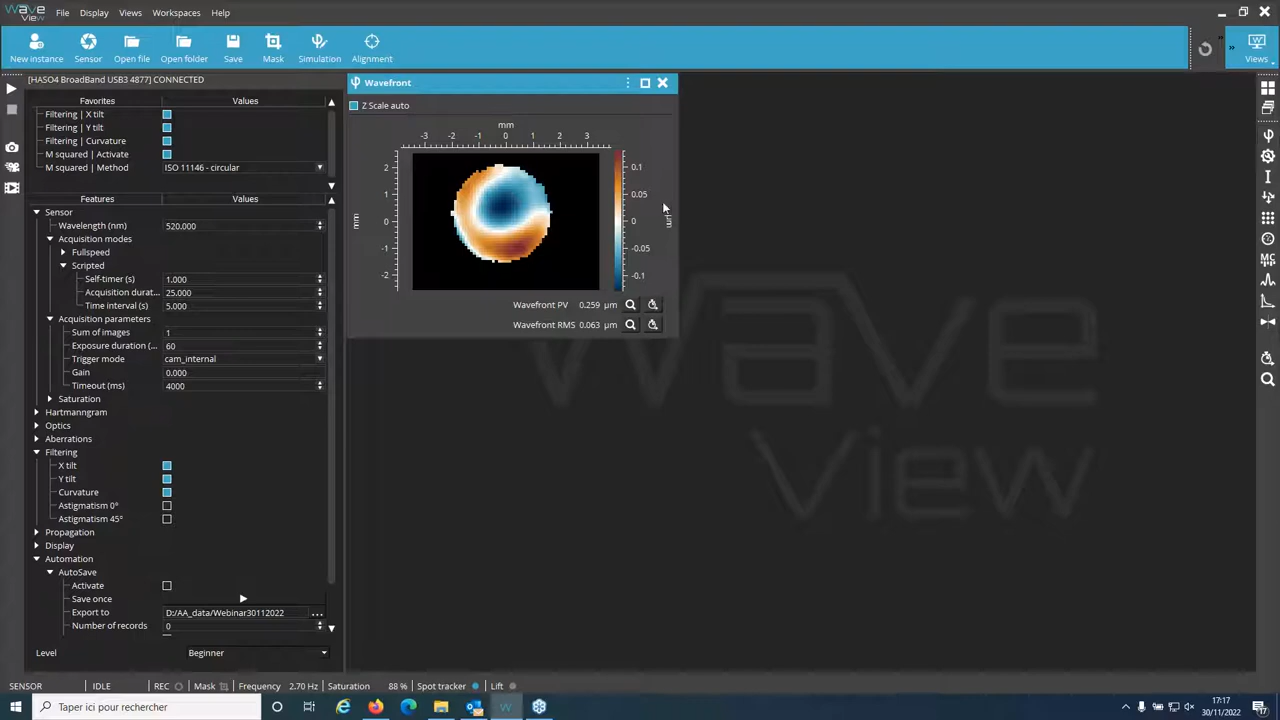 wave View
File Display Views Workspaces Help
New instance Sensor Open file Open folder Save Mask Simulation Alignment Views
[HASO4 BroadBand USB3 4877] CONNECTED
Favorites Values
Filtering | X tilt
Filtering | Y tilt
Filtering | Curvature
M squared | Activate
M squared | Method ISO 11146 - circular
Features Values
Sensor
Wavelength (nm) 520.000
Acquisition modes
Fullspeed
Scripted
Self-timer (s) 1.000
Acquisition durat... 25.000
Time interval (s) 5.000
Acquisition parameters
Sum of images 1
Exposure duration (... 60
Trigger mode cam_internal
Gain 0.000
Timeout (ms) 4000
Saturation
Hartmanngram
Optics
Aberrations
Filtering
X tilt
Y tilt
Curvature
Astigmatism 0°
Astigmatism 45°
Propagation
Display
Automation
AutoSave
Activate
Save once
Export to D:/AA_data/Webinar30112022 ...
Number of records 0
Level Beginner
Wavefront
Z Scale auto
mm
-3 -2 -1 0 1 2 3
2
1
0
-1
-2
mm
0.1
0.05
0
-0.05
-0.1
Wavefront PV 0.259 µm
Wavefront RMS 0.063 µm
wave
View
MC
SENSOR IDLE REC Mask Frequency 2.70 Hz Saturation 88 % Spot tracker Lift
Taper ici pour rechercher
17:17
30/11/2022
17